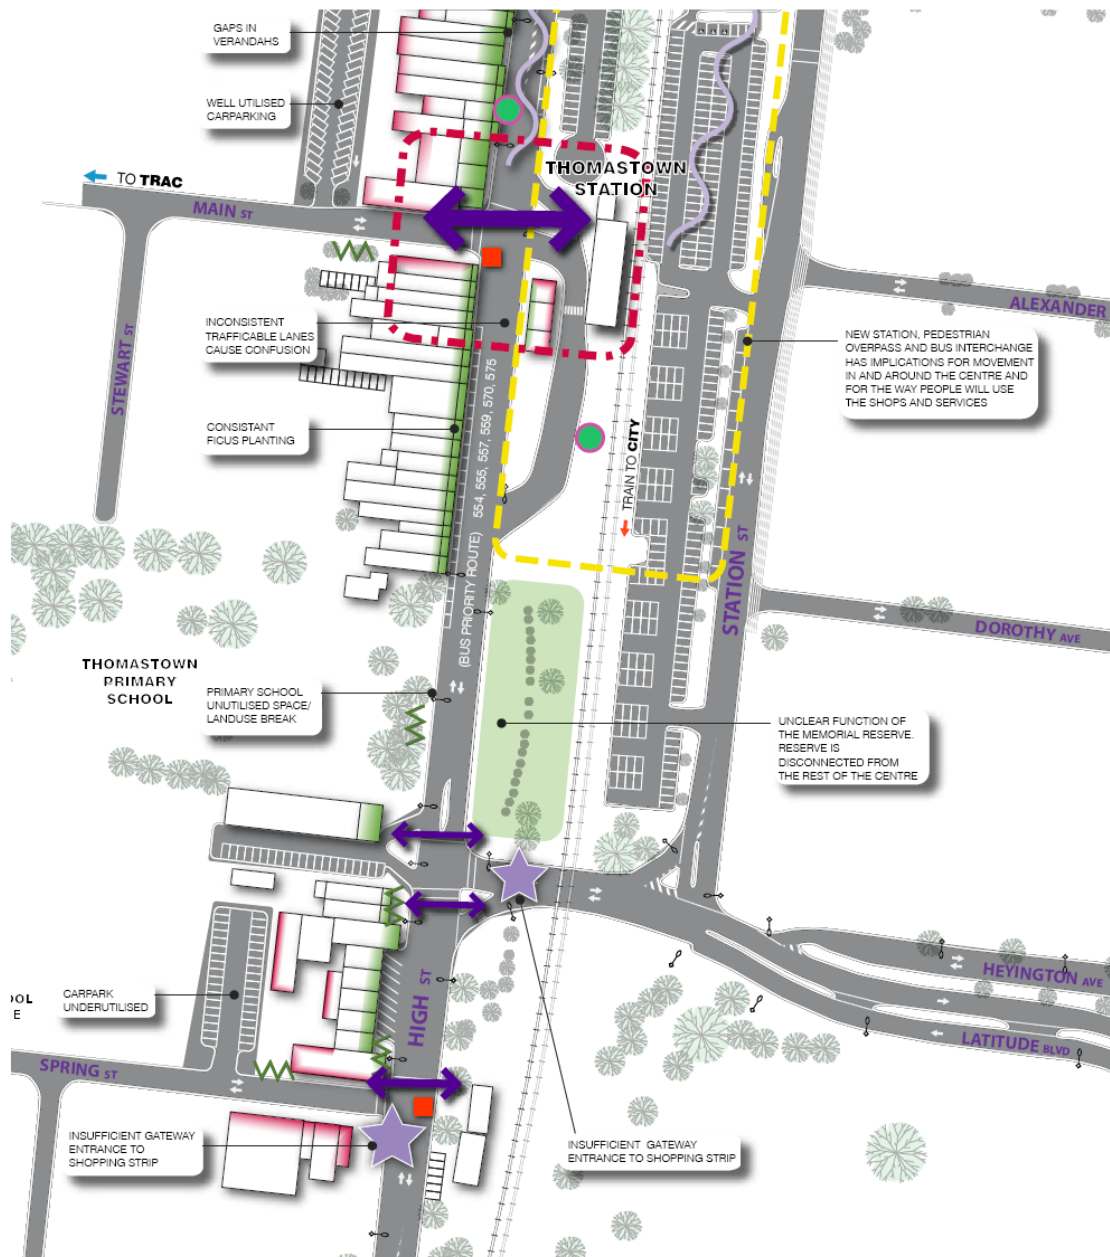 GAPS IN
VERANDAHS
WELL UTILISED
CARPARKING
THOMASTOWN
STATION
TO TRAC
MAIN ST
STEWART ST
ALEXANDER
INCONSISTENT
TRAFFICABLE LANES
CAUSE CONFUSION
NEW STATION, PEDESTRIAN
OVERPASS AND BUS INTERCHANGE
HAS IMPLICATIONS FOR MOVEMENT
IN AND AROUND THE CENTRE AND
FOR THE WAY PEOPLE WILL USE
THE SHOPS AND SERVICES
CONSISTANT
FICUS PLANTING
(BUS PRIORITY ROUTE) 554, 555, 557, 559, 570, 575
TRAIN TO CITY
STATION ST
DOROTHY AVE
THOMASTOWN
PRIMARY
SCHOOL
PRIMARY SCHOOL
UNUTILISED SPACE/
LANDUSE BREAK
UNCLEAR FUNCTION OF
THE MEMORIAL RESERVE.
RESERVE IS
DISCONNECTED FROM
THE REST OF THE CENTRE
HEYINGTON AVE
LATITUDE BLVD
OOL
E
CARPARK
UNDERUTILISED
HIGH ST
SPRING ST
INSUFFICIENT GATEWAY
ENTRANCE TO
SHOPPING STRIP
INSUFFICIENT GATEWAY
ENTRANCE TO SHOPPING STRIP